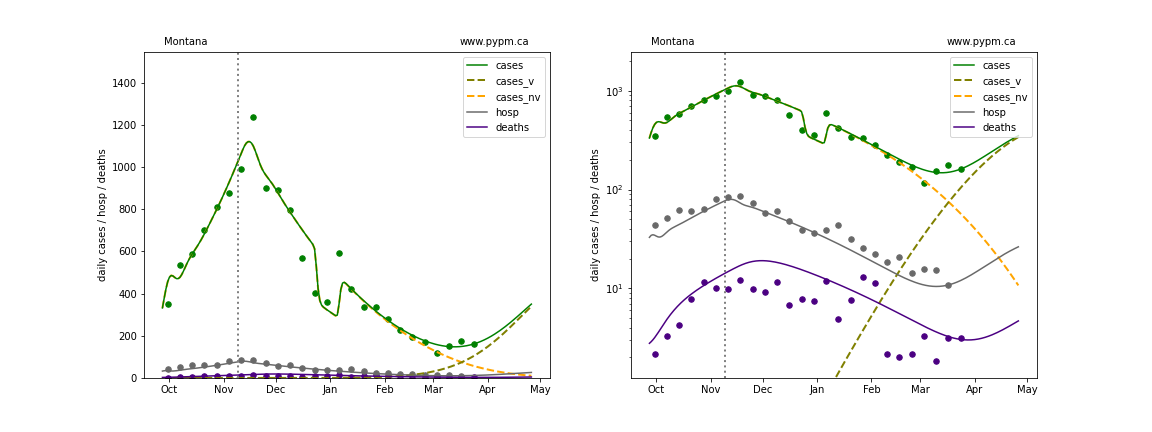 Montana www.pypm.ca
daily cases / hosp / deaths
1400
1200
1000
800
600
400
200
0
Oct Nov Dec Jan Feb Mar Apr May
cases
cases_v
cases_nv
hosp
deaths
Montana www.pypm.ca
daily cases / hosp / deaths
10³
10²
10¹
Oct Nov Dec Jan Feb Mar Apr May
cases
cases_v
cases_nv
hosp
deaths